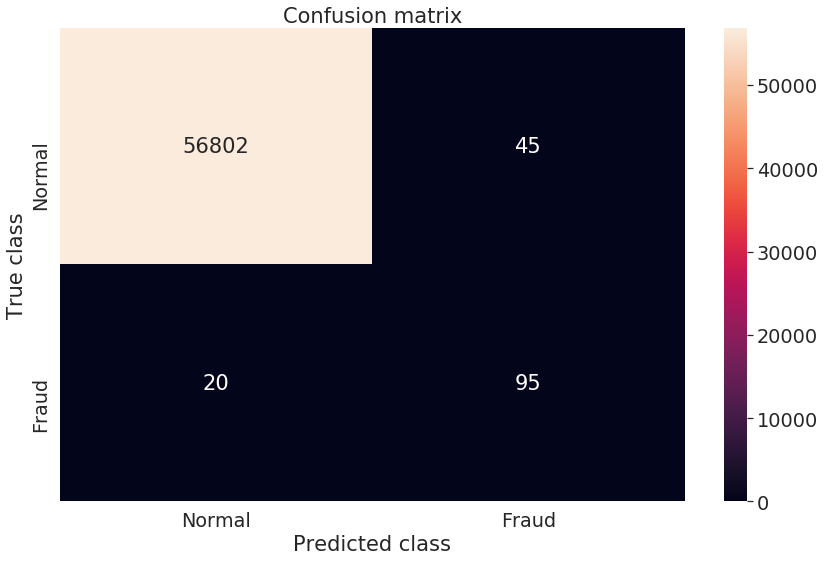 Confusion matrix
True class
Normal
Fraud
56802
45
20
95
Normal
Fraud
Predicted class
50000
40000
30000
20000
10000
0